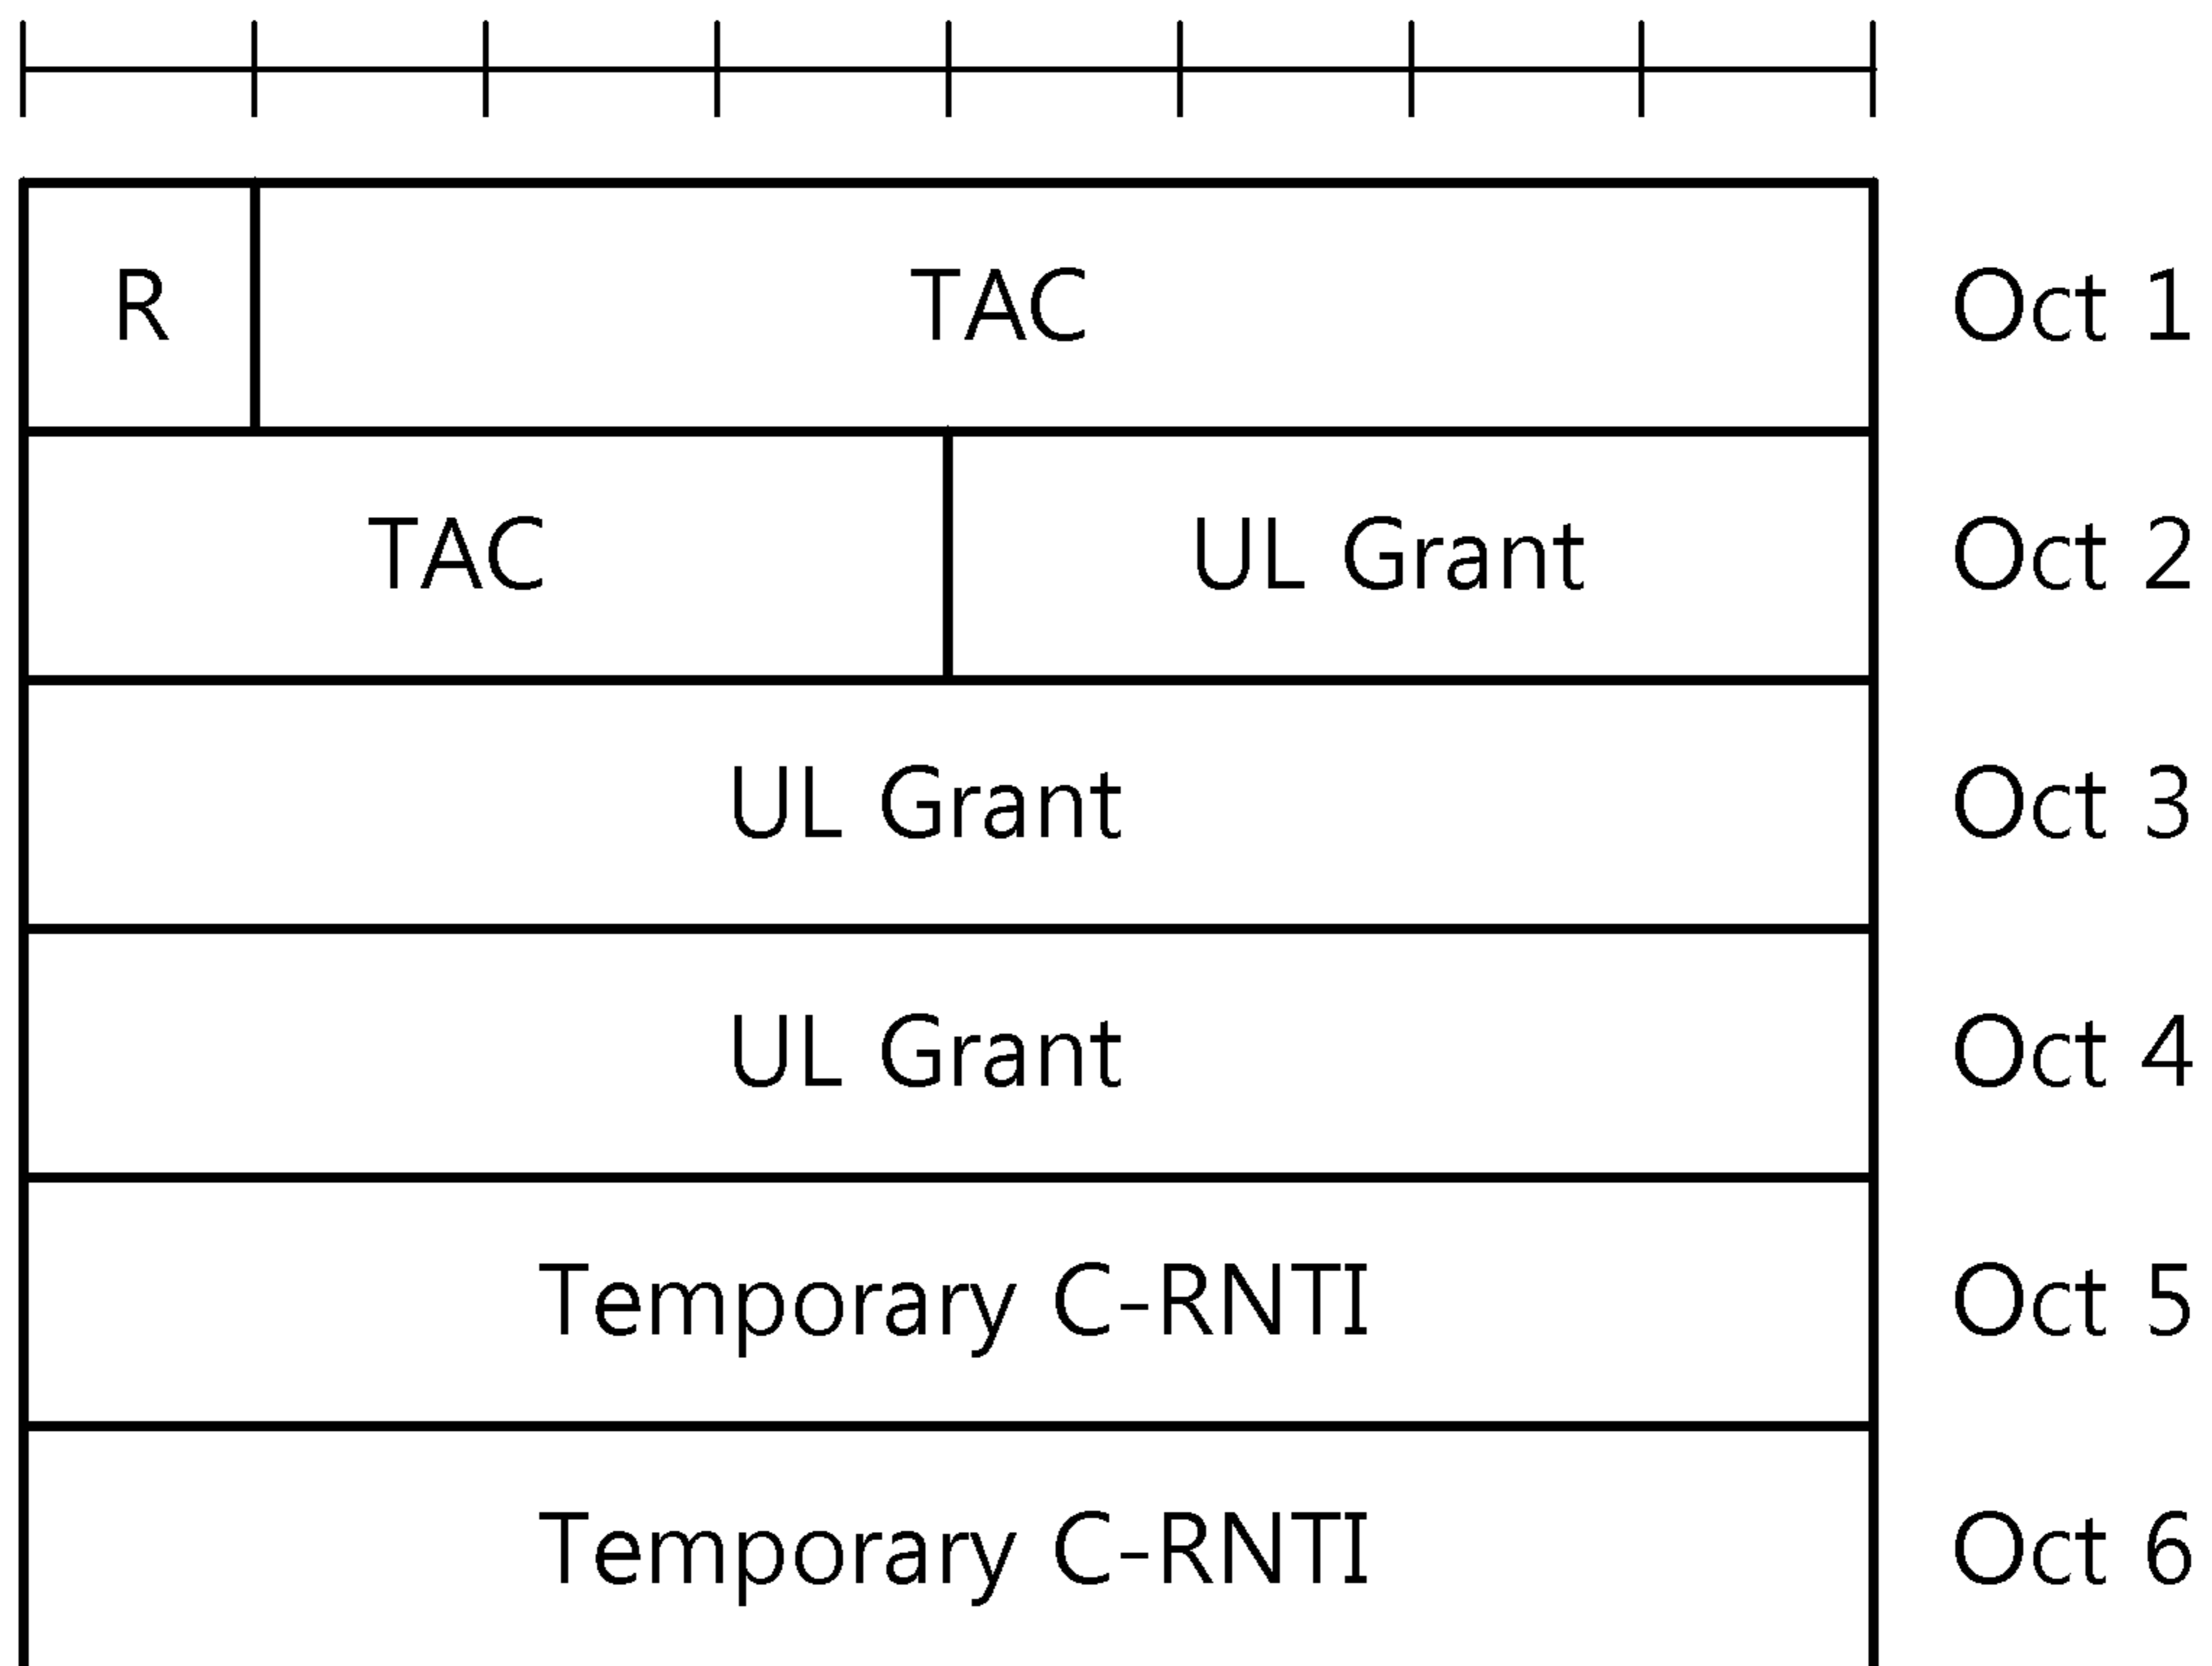 R TAC Oct 1
TAC UL Grant Oct 2
UL Grant Oct 3
UL Grant Oct 4
Temporary C-RNTI Oct 5
Temporary C-RNTI Oct 6